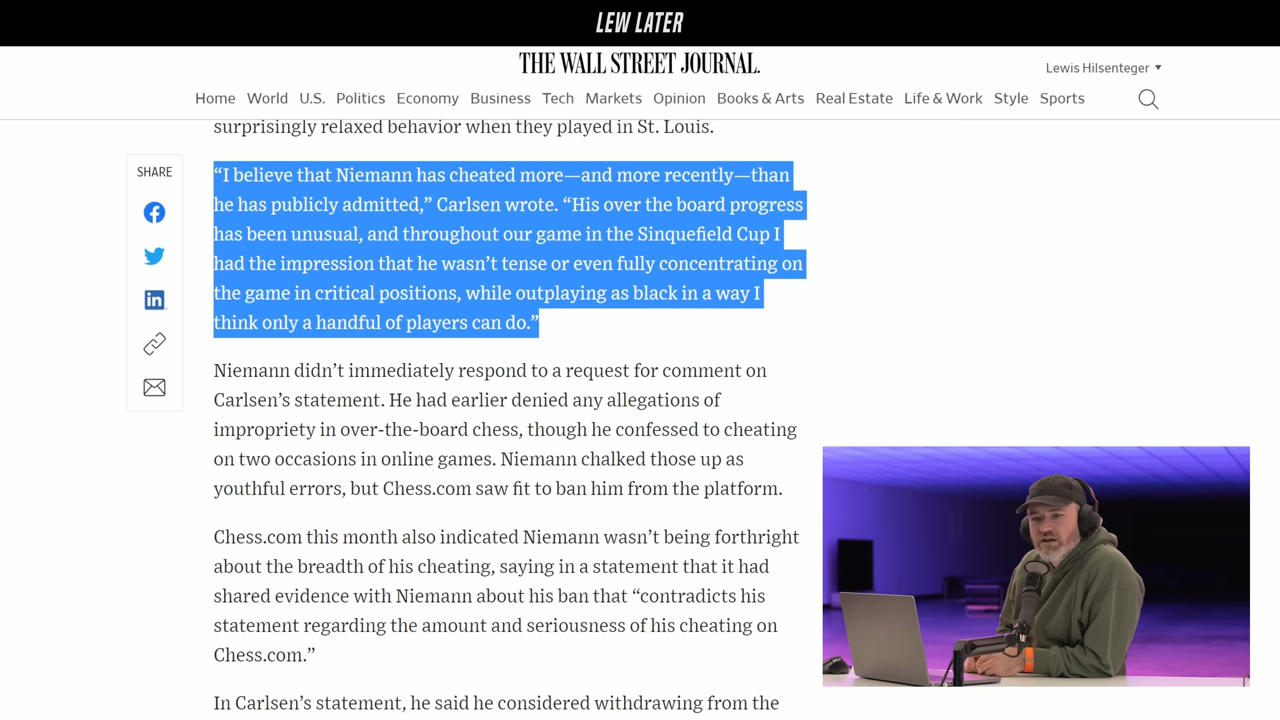 LEW LATER
THE WALL STREET JOURNAL.
Lewis Hilsenteger
Home World U.S. Politics Economy Business Tech Markets Opinion Books & Arts Real Estate Life & Work Style Sports
surprisingly relaxed behavior when they played in St. Louis.
SHARE
“I believe that Niemann has cheated more—and more recently—than
he has publicly admitted,” Carlsen wrote. “His over the board progress
has been unusual, and throughout our game in the Sinquefield Cup I
had the impression that he wasn’t tense or even fully concentrating on
the game in critical positions, while outplaying as black in a way I
think only a handful of players can do.”
Niemann didn’t immediately respond to a request for comment on
Carlsen’s statement. He had earlier denied any allegations of
impropriety in over-the-board chess, though he confessed to cheating
on two occasions in online games. Niemann chalked those up as
youthful errors, but Chess.com saw fit to ban him from the platform.
Chess.com this month also indicated Niemann wasn’t being forthright
about the breadth of his cheating, saying in a statement that it had
shared evidence with Niemann about his ban that “contradicts his
statement regarding the amount and seriousness of his cheating on
Chess.com.”
In Carlsen’s statement, he said he considered withdrawing from the